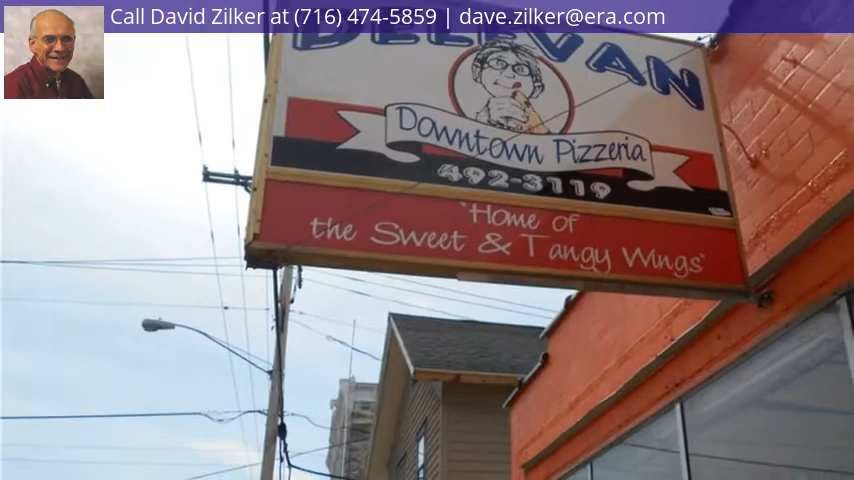 Call David Zilker at (716) 474-5859 | dave.zilker@era.com
DELEVAN
Downtown Pizzeria
492-3119
"Home of
the Sweet & Tangy Wings"